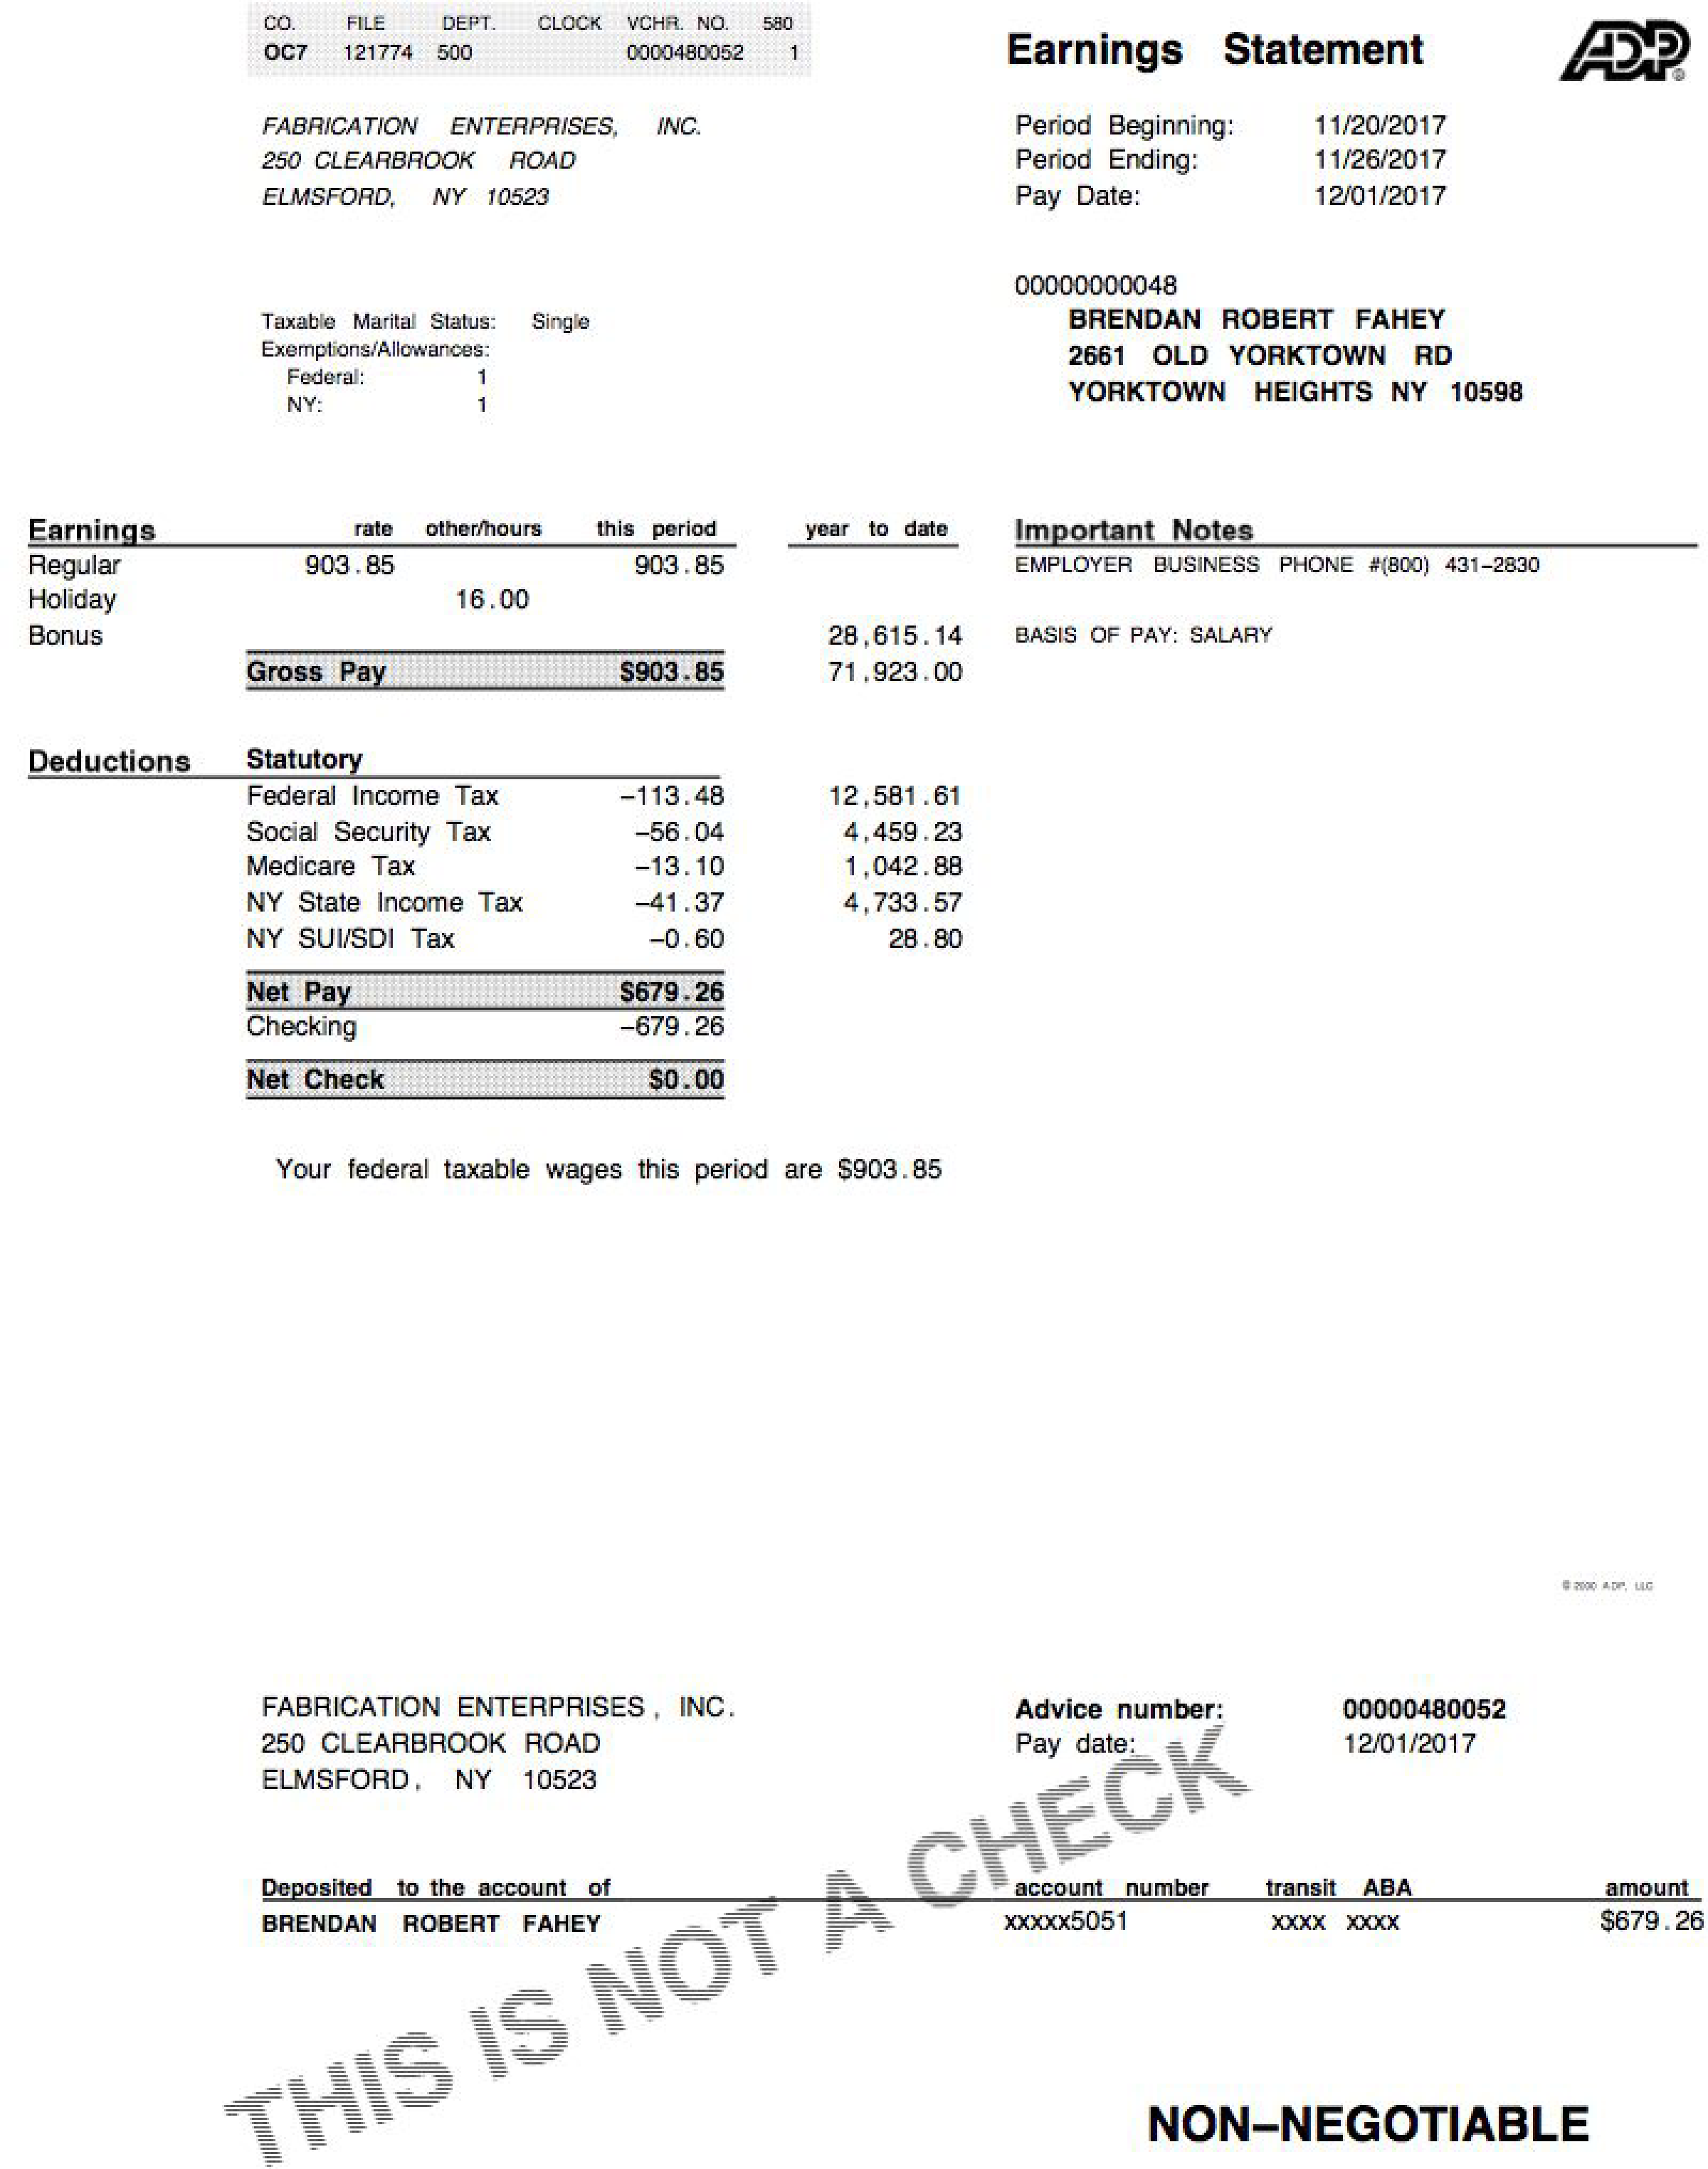 CO. FILE DEPT. CLOCK VCHR. NO. 580
OC7 121774 500 0000480052 1
Earnings Statement
ADP®
FABRICATION ENTERPRISES, INC.
250 CLEARBROOK ROAD
ELMSFORD, NY 10523
Period Beginning: 11/20/2017
Period Ending: 11/26/2017
Pay Date: 12/01/2017
Taxable Marital Status: Single
Exemptions/Allowances:
Federal: 1
NY: 1
00000000048
BRENDAN ROBERT FAHEY
2661 OLD YORKTOWN RD
YORKTOWN HEIGHTS NY 10598
Earnings rate other/hours this period year to date
Regular 903.85 903.85
Holiday 16.00
Bonus 28,615.14
Gross Pay $903.85 71,923.00
Important Notes
EMPLOYER BUSINESS PHONE #(800) 431–2830
BASIS OF PAY: SALARY
Deductions Statutory
Federal Income Tax –113.48 12,581.61
Social Security Tax –56.04 4,459.23
Medicare Tax –13.10 1,042.88
NY State Income Tax –41.37 4,733.57
NY SUI/SDI Tax –0.60 28.80
Net Pay $679.26
Checking –679.26
Net Check $0.00
Your federal taxable wages this period are $903.85
© 2000 ADP, LLC
FABRICATION ENTERPRISES, INC.
250 CLEARBROOK ROAD
ELMSFORD, NY 10523
Advice number: 00000480052
Pay date: 12/01/2017
Deposited to the account of account number transit ABA amount
BRENDAN ROBERT FAHEY xxxxx5051 xxxx xxxx $679.26
THIS IS NOT A CHECK
NON–NEGOTIABLE